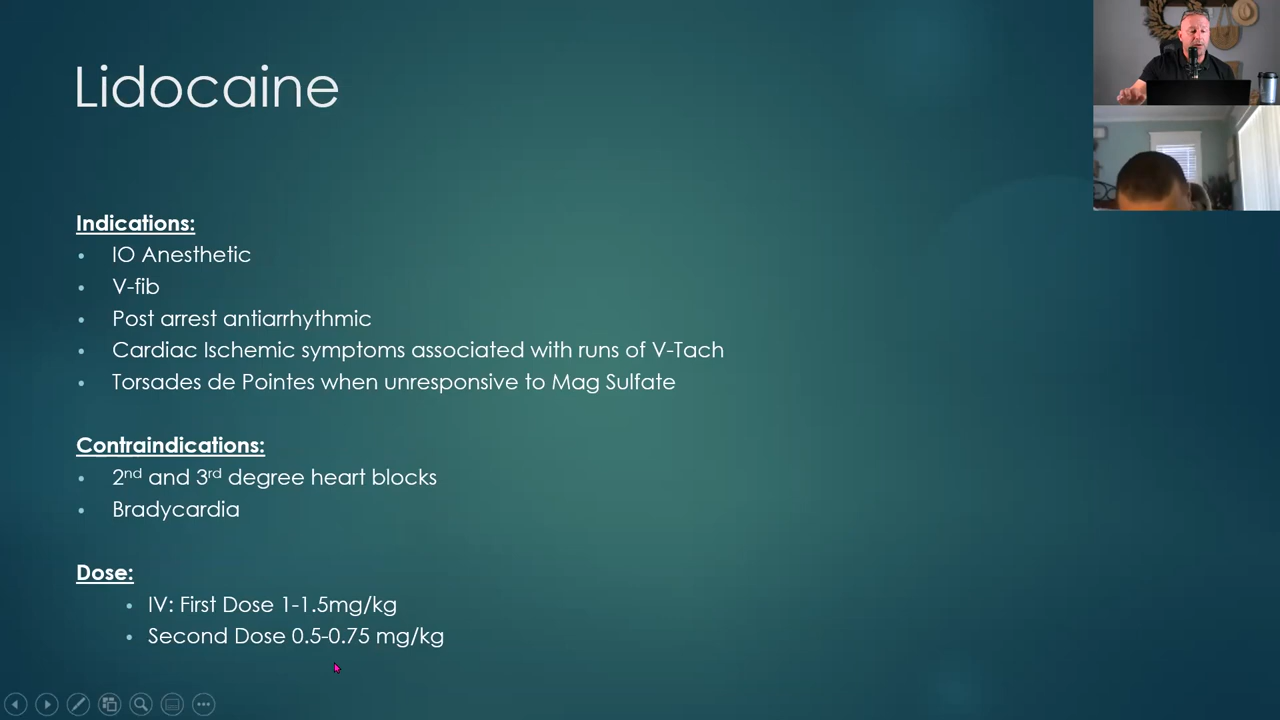 Lidocaine
Indications:
• IO Anesthetic
• V-fib
• Post arrest antiarrhythmic
• Cardiac Ischemic symptoms associated with runs of V-Tach
• Torsades de Pointes when unresponsive to Mag Sulfate
Contraindications:
• 2nd and 3rd degree heart blocks
• Bradycardia
Dose:
• IV: First Dose 1-1.5mg/kg
• Second Dose 0.5-0.75 mg/kg